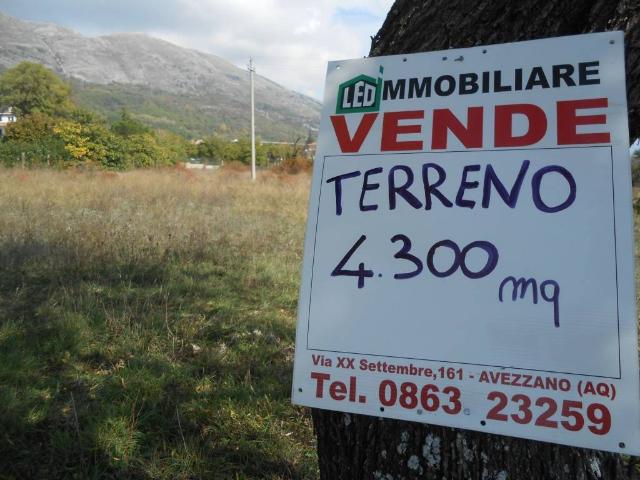 LED IMMOBILIARE
VENDE
TERRENO
4.300 mq
Via XX Settembre,161 - AVEZZANO (AQ)
Tel. 0863 23259